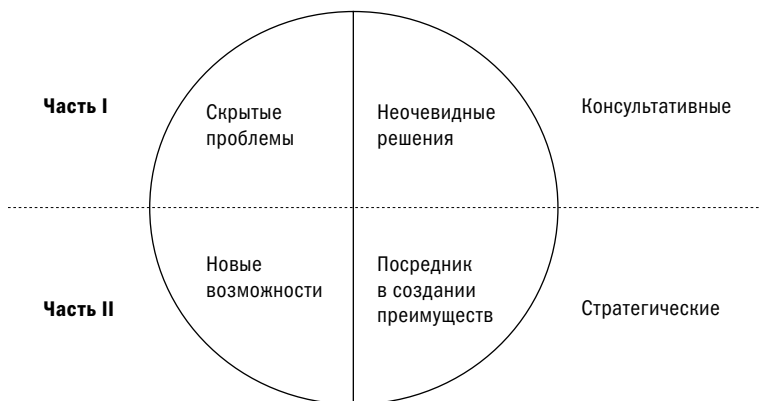 Часть I
Скрытые
проблемы
Неочевидные
решения
Консультативные
Часть II
Новые
возможности
Посредник
в создании
преимуществ
Стратегические